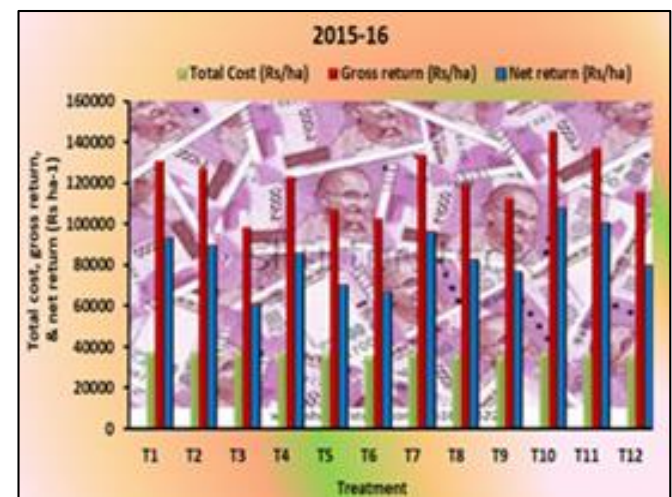 2015-16
Total Cost (Rs/ha) Gross return (Rs/ha) Net return (Rs/ha)
Total cost, gross return,
& net return (Rs ha-1)
160000
140000
120000
100000
80000
60000
40000
20000
0
T1 T2 T3 T4 T5 T6 T7 T8 T9 T10 T11 T12
Treatment